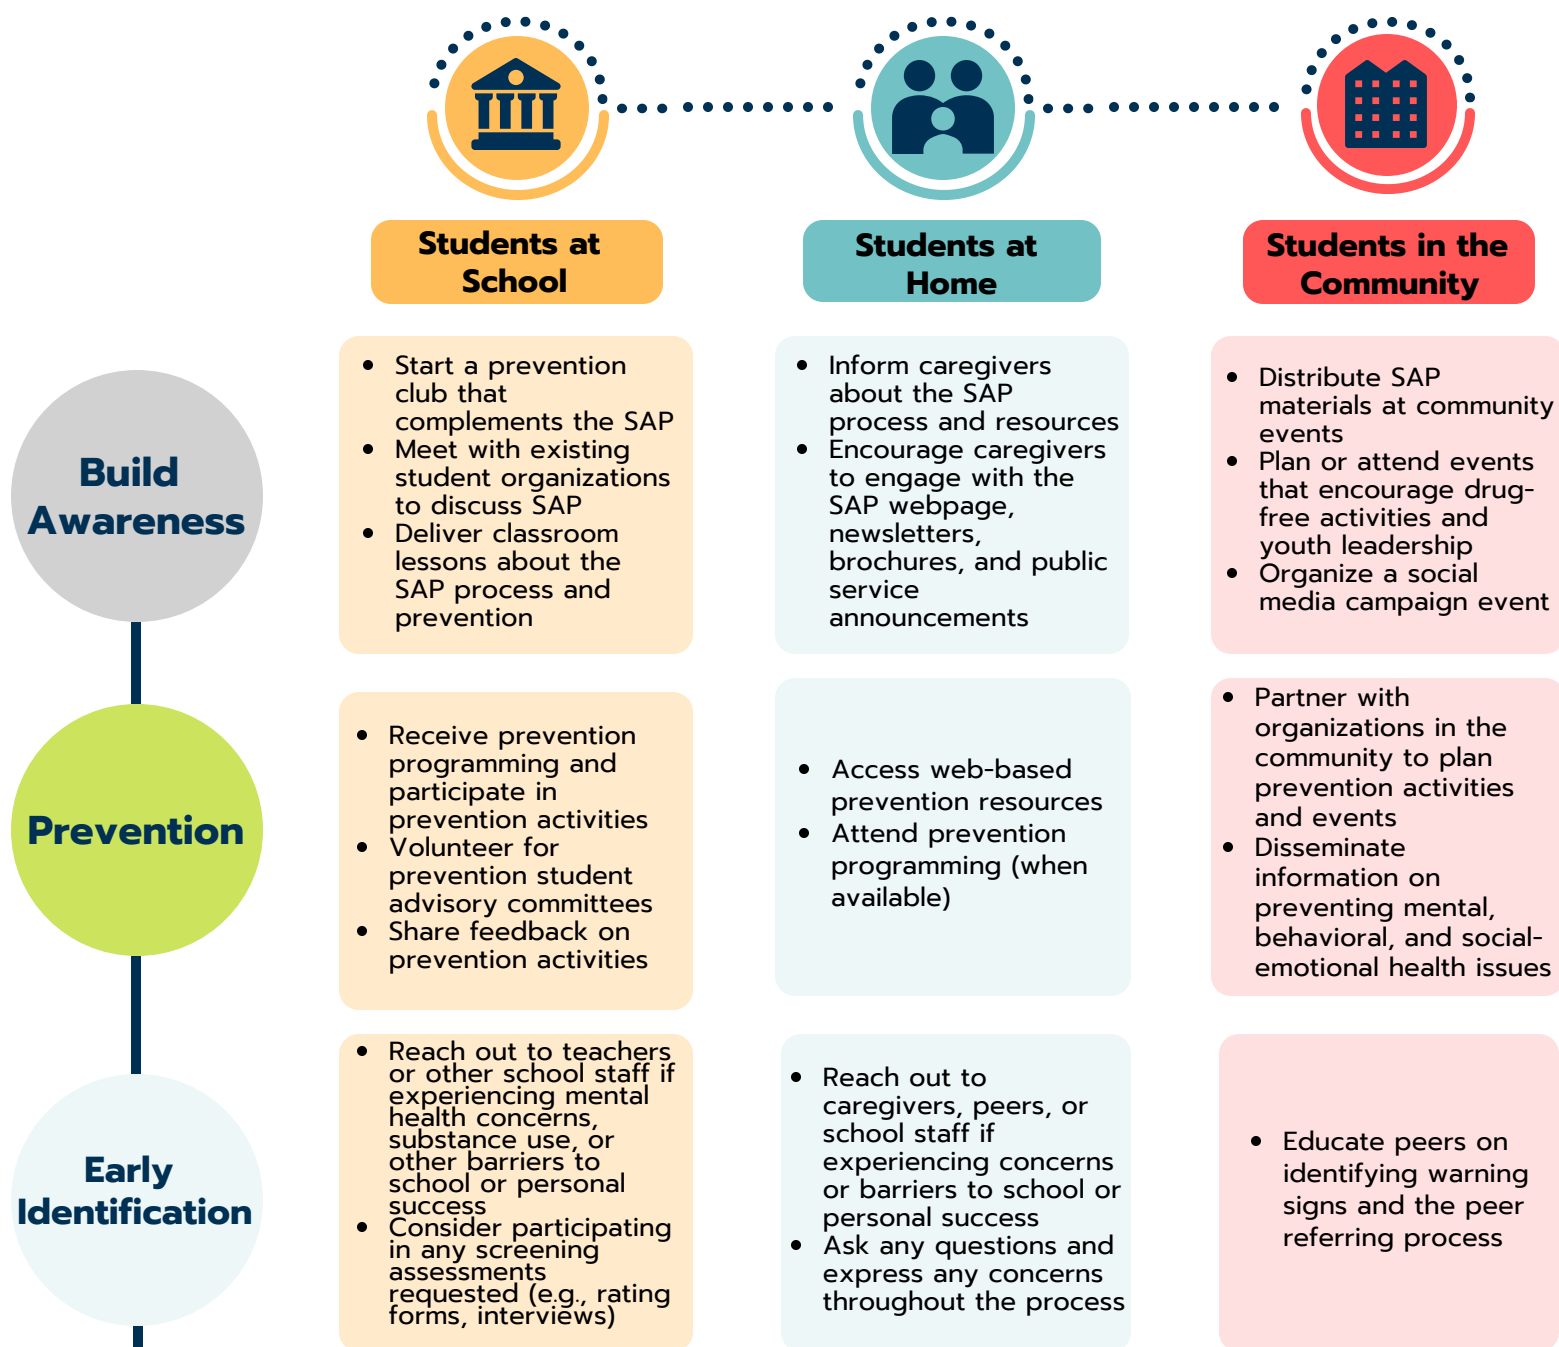 Students at
School
Students at
Home
Students in the
Community
Build
Awareness
• Start a prevention
club that
complements the SAP
• Meet with existing
student organizations
to discuss SAP
• Deliver classroom
lessons about the
SAP process and
prevention
• Inform caregivers
about the SAP
process and resources
• Encourage caregivers
to engage with the
SAP webpage,
newsletters,
brochures, and public
service
announcements
• Distribute SAP
materials at community
events
• Plan or attend events
that encourage drug-
free activities and
youth leadership
• Organize a social
media campaign event
Prevention
• Receive prevention
programming and
participate in
prevention activities
• Volunteer for
prevention student
advisory committees
• Share feedback on
prevention activities
• Access web-based
prevention resources
• Attend prevention
programming (when
available)
• Partner with
organizations in the
community to plan
prevention activities
and events
• Disseminate
information on
preventing mental,
behavioral, and social-
emotional health issues
Early
Identification
• Reach out to teachers
or other school staff if
experiencing mental
health concerns,
substance use, or
other barriers to
school or personal
success
• Consider participating
in any screening
assessments
requested (e.g., rating
forms, interviews)
• Reach out to
caregivers, peers, or
school staff if
experiencing concerns
or barriers to school or
personal success
• Ask any questions and
express any concerns
throughout the process
• Educate peers on
identifying warning
signs and the peer
referring process